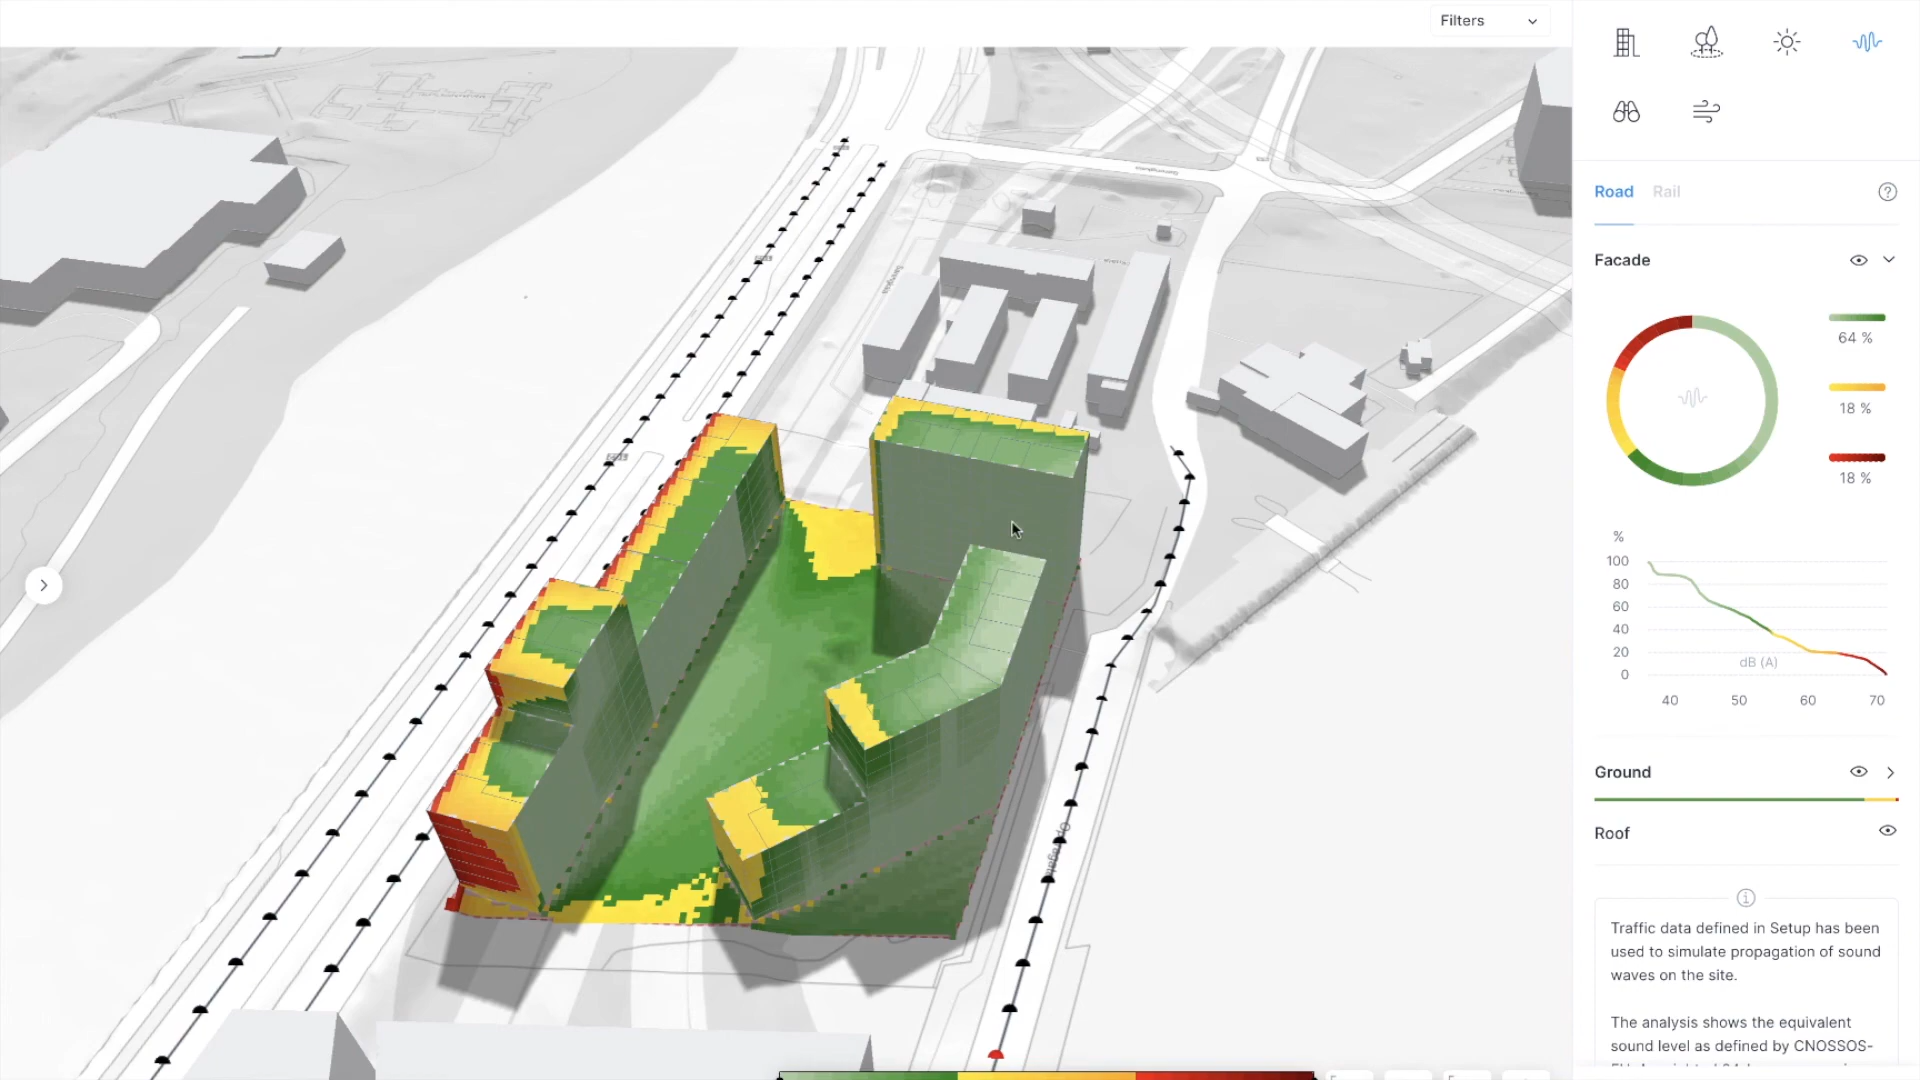 Filters
Road Rail
Facade
64 %
18 %
18 %
%
100
80
60
40
20
0
dB (A)
40 50 60 70
Ground
Roof
Traffic data defined in Setup has been
used to simulate propagation of sound
waves on the site.
The analysis shows the equivalent
sound level as defined by CNOSSOS-